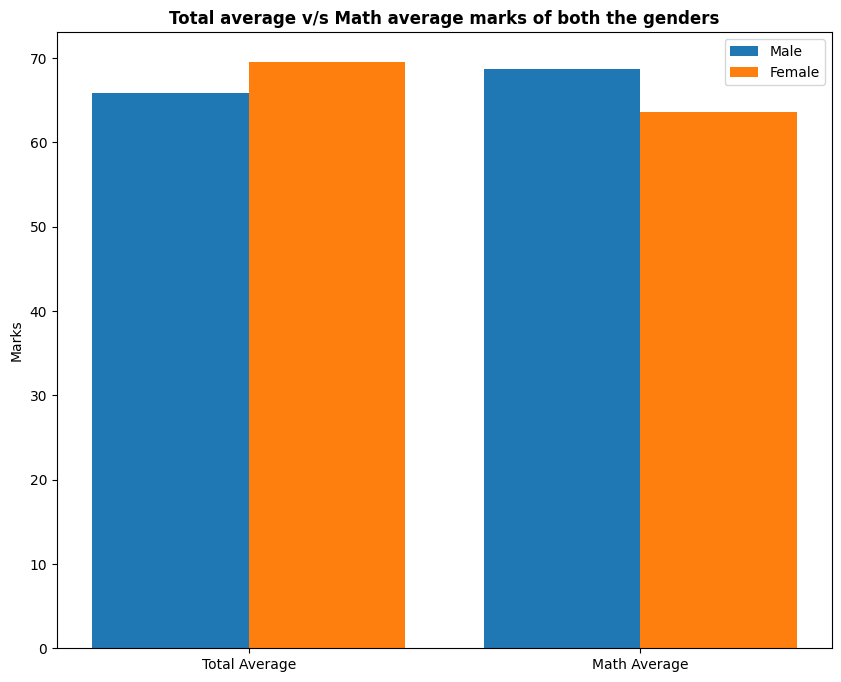 Total average v/s Math average marks of both the genders
Male
Female
Marks
70
60
50
40
30
20
10
0
Total Average
Math Average